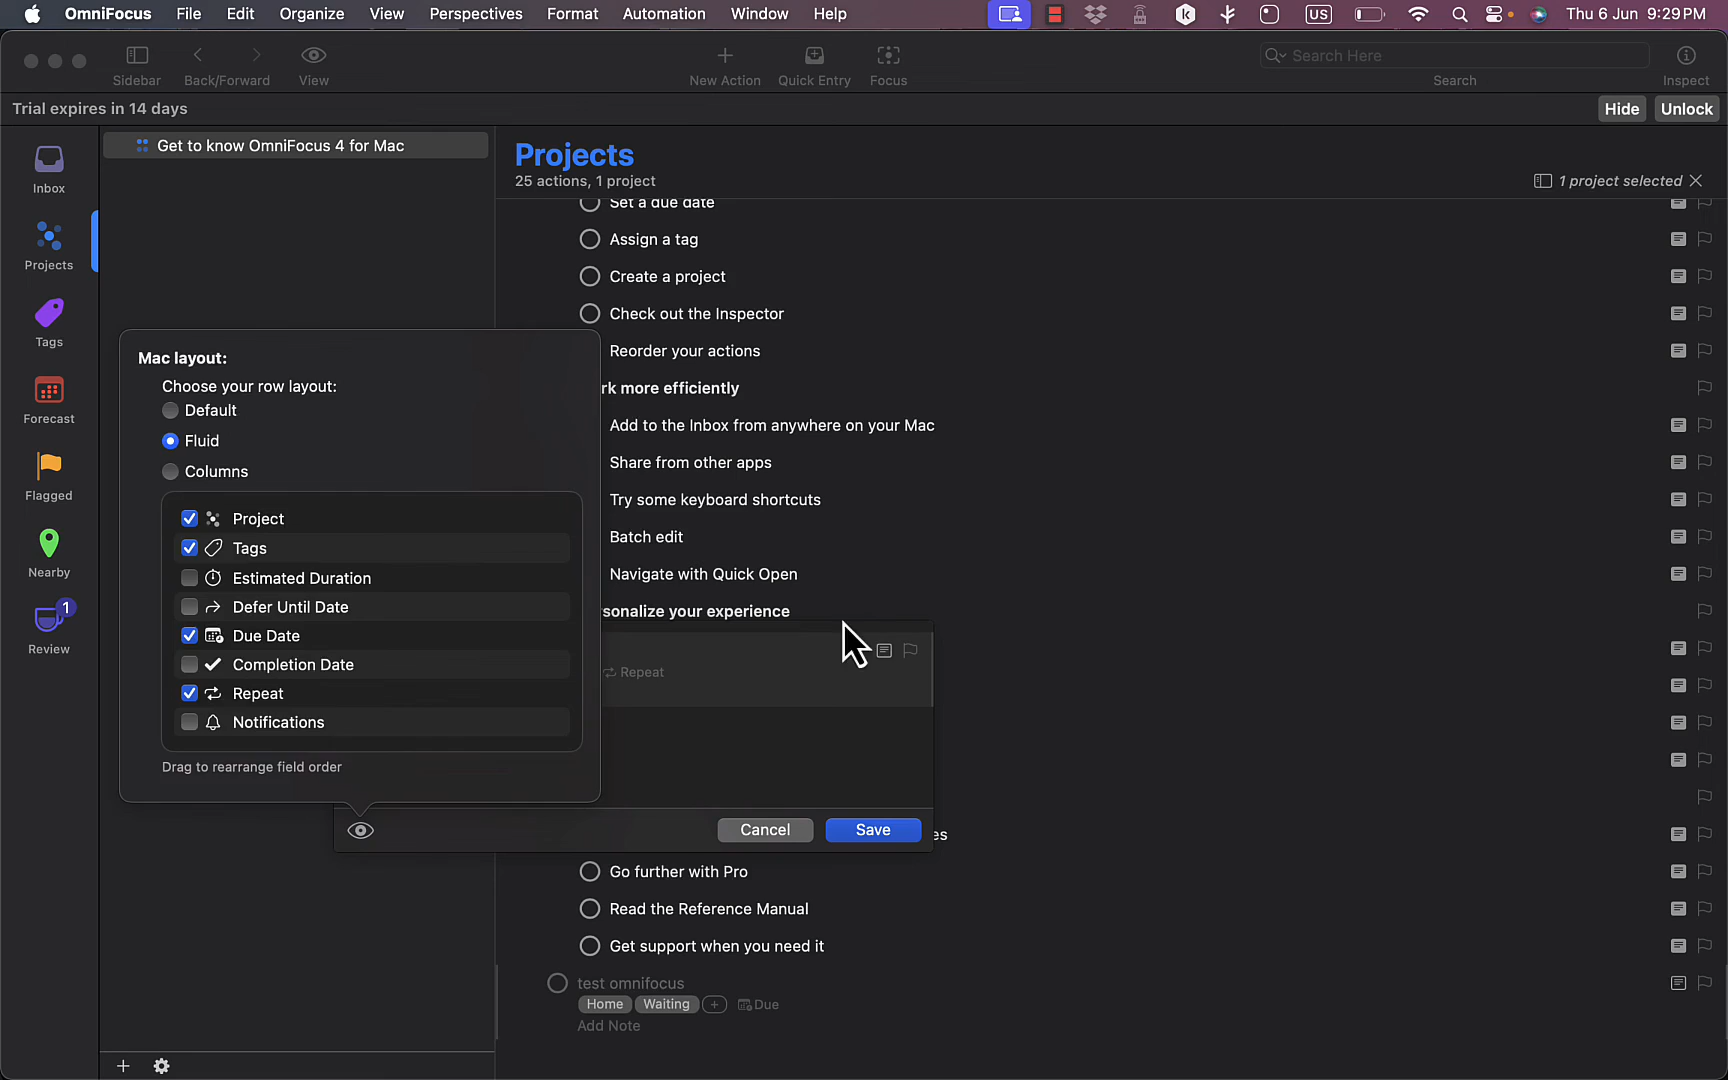 OmniFocus File Edit Organize View Perspectives Format Automation Window Help US Thu 6 Jun 9:29 PM
Sidebar Back/Forward View New Action Quick Entry Focus Search Here Search Inspect
Trial expires in 14 days Hide Unlock
Inbox
Projects
Tags
Forecast
Flagged
Nearby
1
Review
Get to know OmniFocus 4 for Mac
Projects
25 actions, 1 project
1 project selected
Set a due date
Assign a tag
Create a project
Check out the Inspector
Reorder your actions
rk more efficiently
Add to the Inbox from anywhere on your Mac
Share from other apps
Try some keyboard shortcuts
Batch edit
Navigate with Quick Open
sonalize your experience
Mac layout:
Choose your row layout:
Default
Fluid
Columns
Project
Tags
Estimated Duration
Defer Until Date
Due Date
Completion Date
Repeat
Notifications
Drag to rearrange field order
Repeat
Cancel Save
es
Go further with Pro
Read the Reference Manual
Get support when you need it
test omnifocus
Home Waiting + Due
Add Note